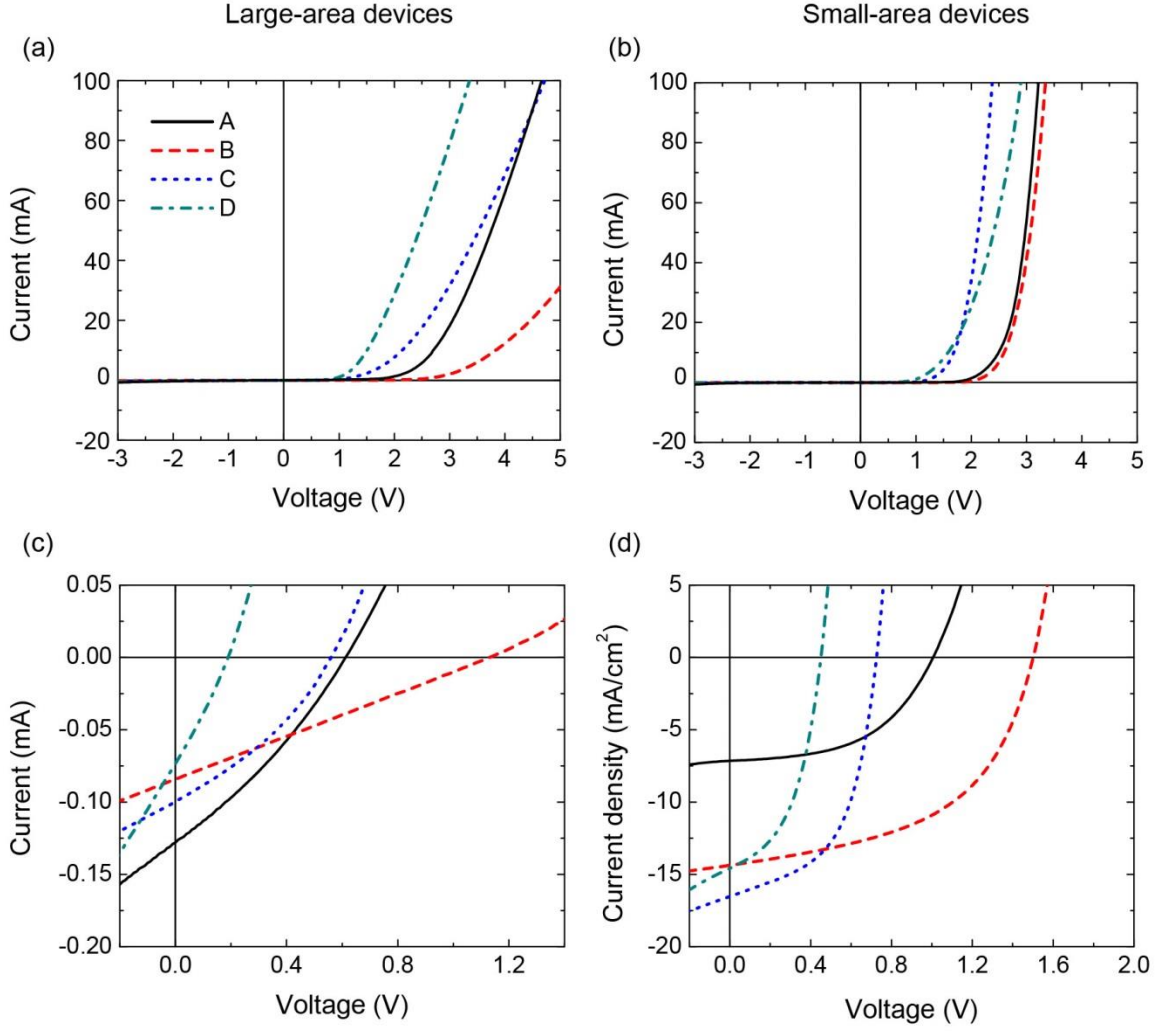 Large-area devices
Small-area devices
(a)
(b)
100
80
60
40
20
0
-20
Current (mA)
A
B
C
D
-3 -2 -1 0 1 2 3 4 5
Voltage (V)
100
80
60
40
20
0
-20
Current (mA)
-3 -2 -1 0 1 2 3 4 5
Voltage (V)
(c)
(d)
0.05
0.00
-0.05
-0.10
-0.15
-0.20
Current (mA)
0.0 0.4 0.8 1.2
Voltage (V)
5
0
-5
-10
-15
-20
Current density (mA/cm²)
0.0 0.4 0.8 1.2 1.6 2.0
Voltage (V)